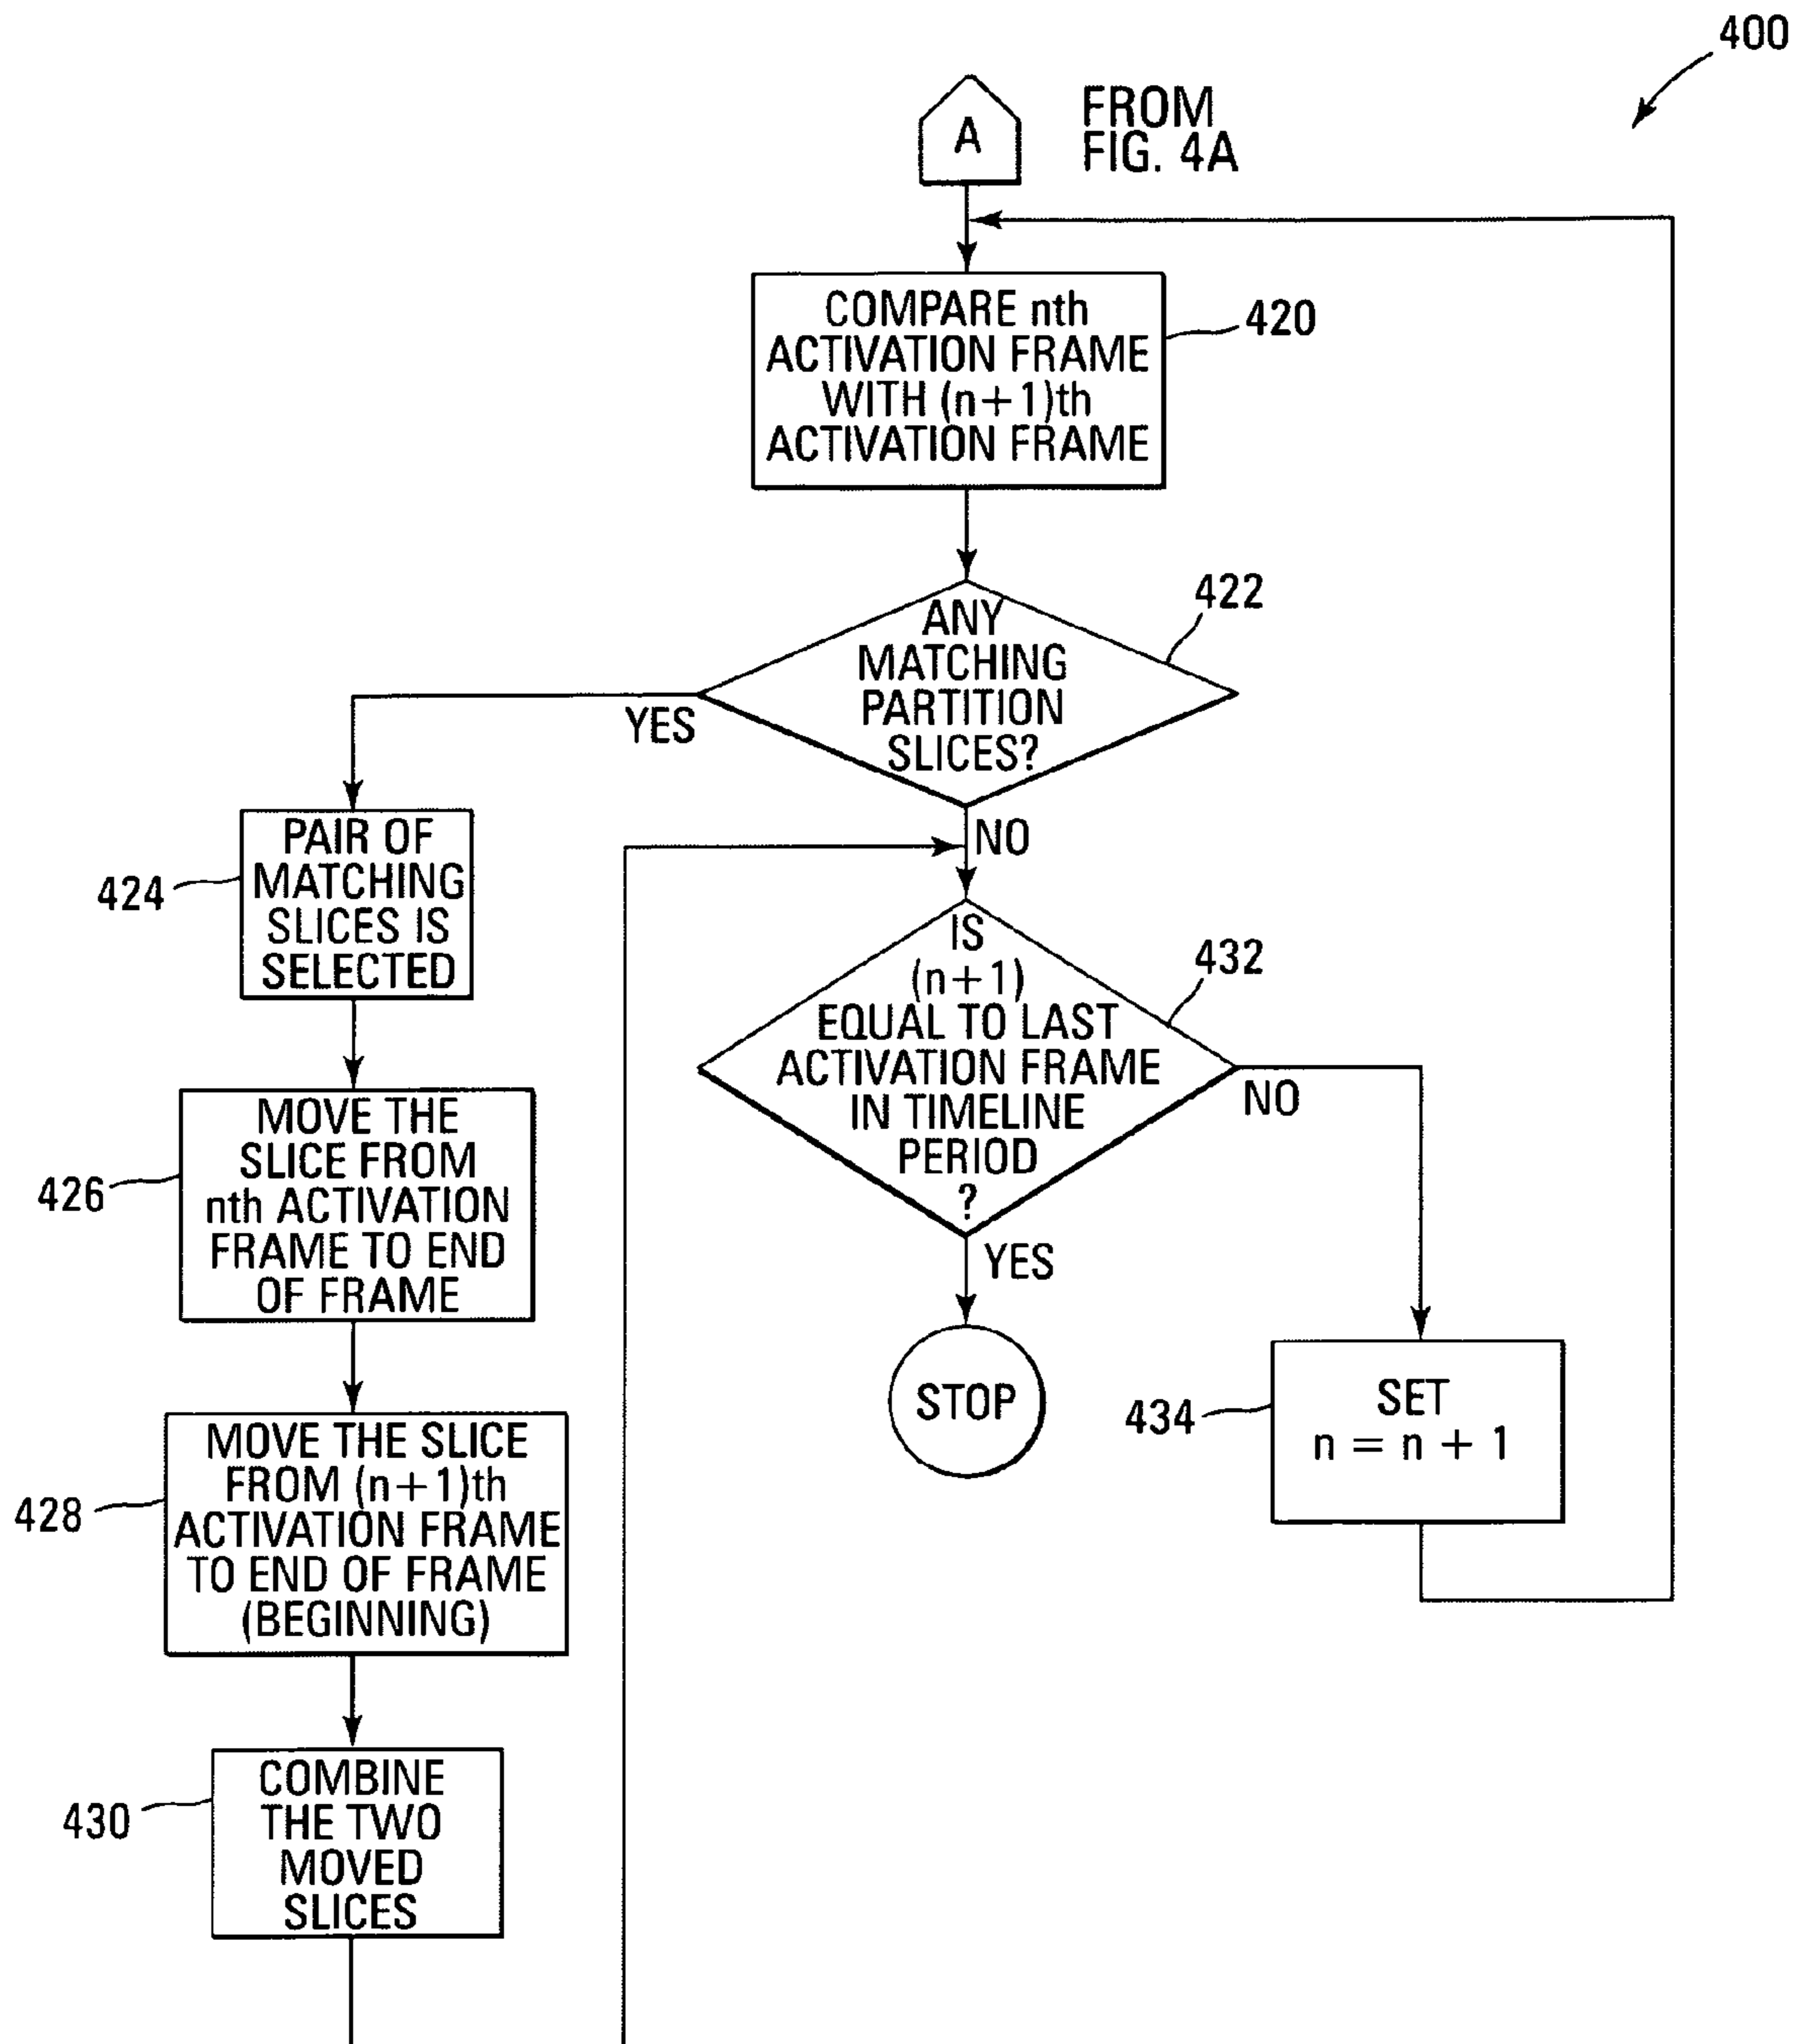 400
A
FROM
FIG. 4A
COMPARE nth
ACTIVATION FRAME
WITH (n+1)th
ACTIVATION FRAME
420
ANY
MATCHING
PARTITION
SLICES?
422
YES
NO
PAIR OF
MATCHING
SLICES IS
SELECTED
424
IS
(n+1)
EQUAL TO LAST
ACTIVATION FRAME
IN TIMELINE
PERIOD
?
432
NO
YES
MOVE THE
SLICE FROM
nth ACTIVATION
FRAME TO END
OF FRAME
426
STOP
SET
n = n + 1
434
MOVE THE SLICE
FROM (n+1)th
ACTIVATION FRAME
TO END OF FRAME
(BEGINNING)
428
COMBINE
THE TWO
MOVED
SLICES
430